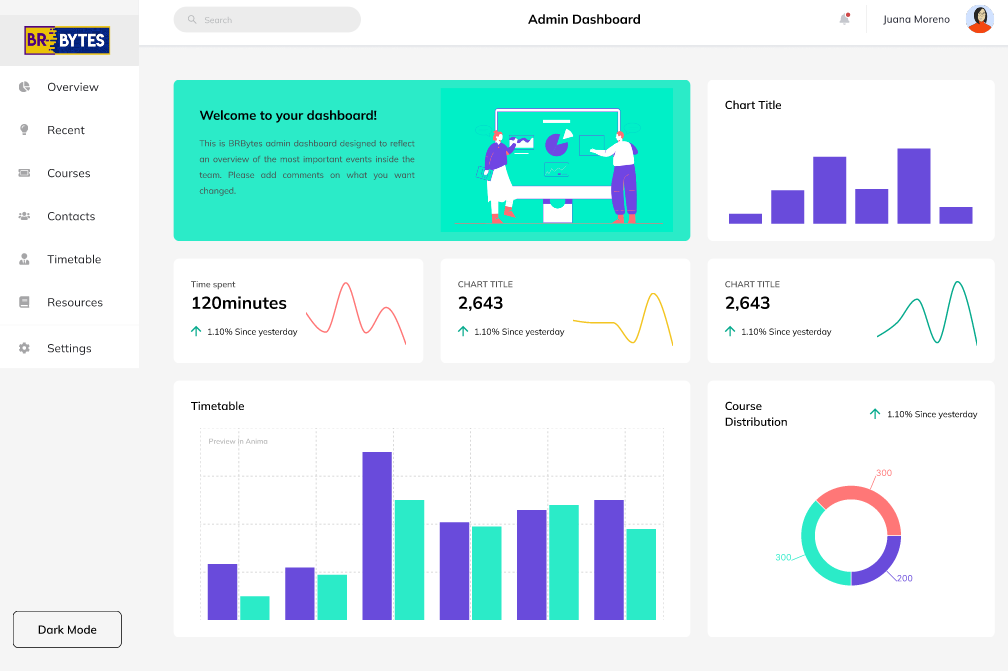 BR BYTES
Search
Admin Dashboard
Juana Moreno
Overview
Recent
Courses
Contacts
Timetable
Resources
Settings
Dark Mode
Welcome to your dashboard!
This is BRBytes admin dashboard designed to reflect
an overview of the most important events inside the
team. Please add comments on what you want
changed.
Chart Title
Time spent
120minutes
1.10% Since yesterday
CHART TITLE
2,643
1.10% Since yesterday
CHART TITLE
2,643
1.10% Since yesterday
Timetable
Preview in Anima
Course
Distribution
1.10% Since yesterday
300
300
200